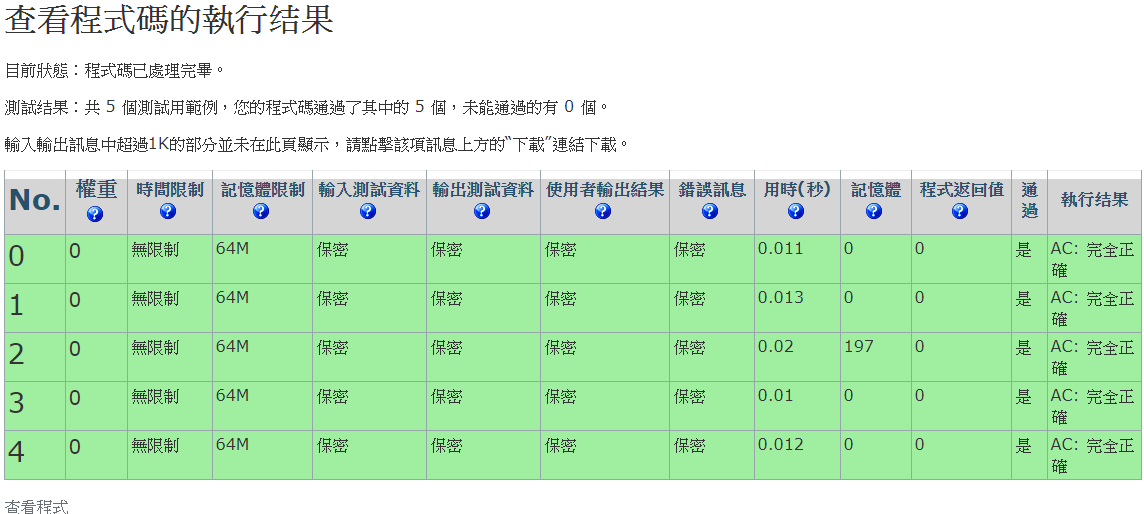 查看程式碼的執行结果
目前狀態：程式碼已處理完畢。
測試结果：共 5 個測試用範例，您的程式碼通過了其中的 5 個，未能通過的有 0 個。
輸入輸出訊息中超過1K的部分並未在此頁顯示，請點擊該項訊息上方的“下載”連結下載。
No. 權重 時間限制 記憶體限制 輸入測試資料 輸出測試資料 使用者輸出結果 錯誤訊息 用時(秒) 記憶體 程式返回值 通過 執行结果
? ? ? ? ? ? ? ? ? ?
0 0 無限制 64M 保密 保密 保密 保密 0.011 0 0 是 AC: 完全正確
1 0 無限制 64M 保密 保密 保密 保密 0.013 0 0 是 AC: 完全正確
2 0 無限制 64M 保密 保密 保密 保密 0.02 197 0 是 AC: 完全正確
3 0 無限制 64M 保密 保密 保密 保密 0.01 0 0 是 AC: 完全正確
4 0 無限制 64M 保密 保密 保密 保密 0.012 0 0 是 AC: 完全正確
查看程式